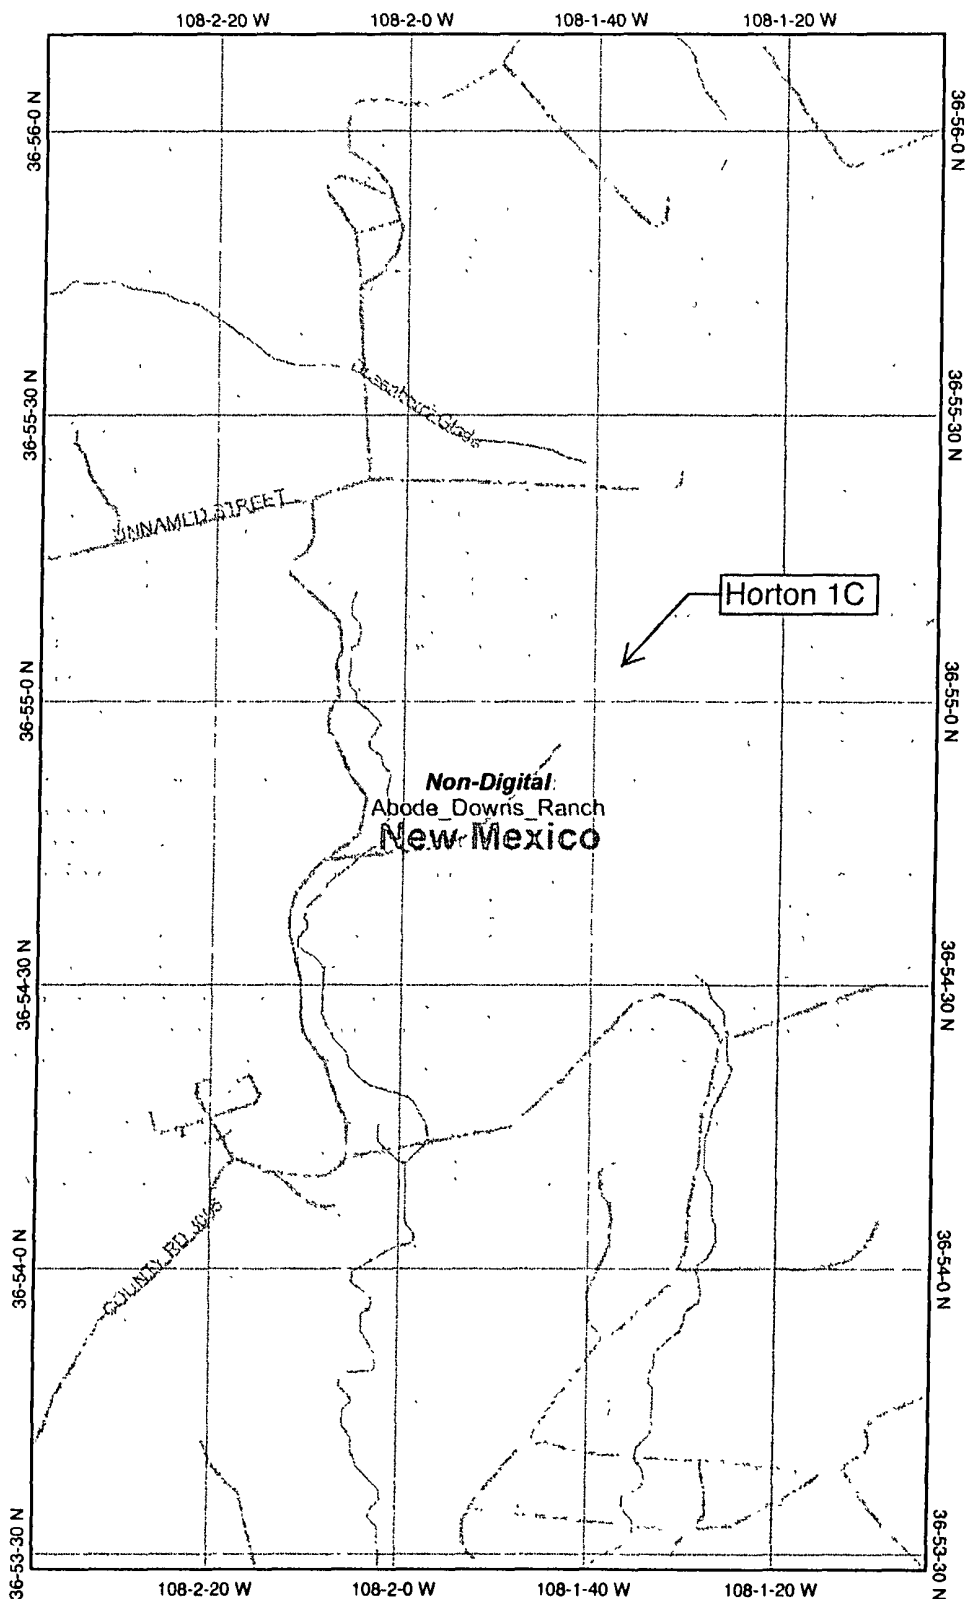 108-2-20 W 108-2-0 W 108-1-40 W 108-1-20 W
36-56-0 N 36-56-0 N
36-55-30 N 36-55-30 N
UNNAMED STREET
Horton 1C
36-55-0 N 36-55-0 N
Non-Digital
Abode_Downs_Ranch
New Mexico
36-54-30 N 36-54-30 N
COUNTY RD
36-54-0 N 36-54-0 N
36-53-30 N 36-53-30 N
108-2-20 W 108-2-0 W 108-1-40 W 108-1-20 W